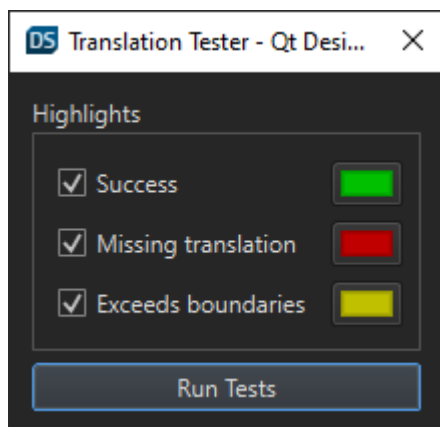 DS Translation Tester - Qt Desi...
Highlights
Success
Missing translation
Exceeds boundaries
Run Tests